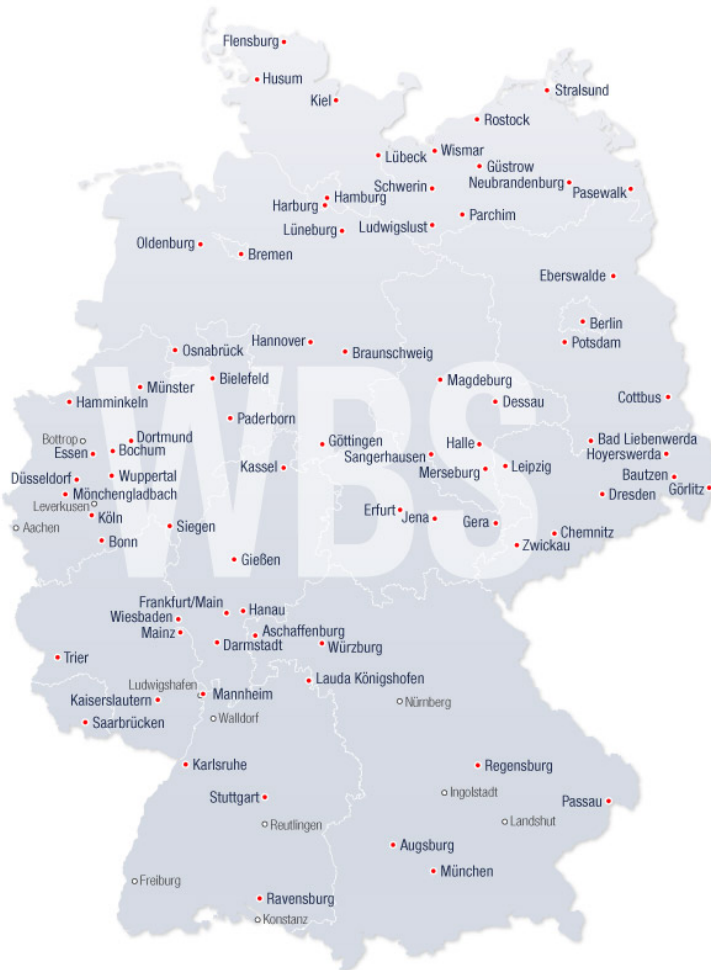 Flensburg
Husum
Kiel
Stralsund
Rostock
Lübeck
Wismar
Güstrow
Schwerin
Neubrandenburg
Pasewalk
Hamburg
Harburg
Parchim
Lüneburg
Ludwigslust
Oldenburg
Bremen
Eberswalde
Berlin
Hannover
Potsdam
Osnabrück
Braunschweig
Bielefeld
Magdeburg
Münster
Hamminkeln
Dessau
Cottbus
Paderborn
WBS
Bottrop
Dortmund
Göttingen
Halle
Bad Liebenwerda
Essen
Bochum
Sangerhausen
Hoyerswerda
Kassel
Merseburg
Leipzig
Düsseldorf
Wuppertal
Bautzen
Mönchengladbach
Görlitz
Dresden
Leverkusen
Köln
Erfurt
Jena
Aachen
Siegen
Gera
Chemnitz
Bonn
Zwickau
Gießen
Frankfurt/Main
Hanau
Wiesbaden
Mainz
Aschaffenburg
Darmstadt
Würzburg
Trier
Lauda Königshofen
Ludwigshafen
Mannheim
Kaiserslautern
Nürnberg
Walldorf
Saarbrücken
Karlsruhe
Regensburg
Ingolstadt
Stuttgart
Passau
Reutlingen
Landshut
Augsburg
München
Freiburg
Ravensburg
Konstanz